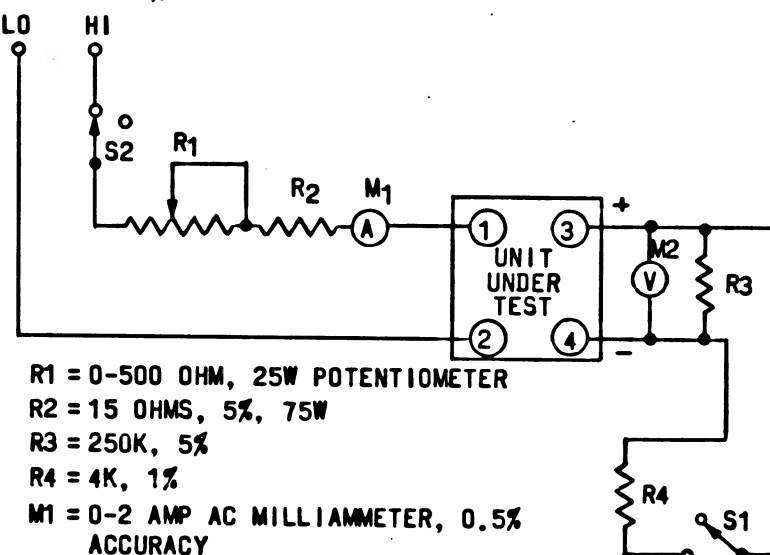 LO HI
S2
R1
R2
M1
A
1
3
+
UNIT
UNDER
TEST
M2
V
R3
2
4
-
R1 = 0-500 OHM, 25W POTENTIOMETER
R2 = 15 OHMS, 5%, 75W
R3 = 250K, 5%
R4 = 4K, 1%
M1 = 0-2 AMP AC MILLIAMMETER, 0.5%
ACCURACY
R4
S1